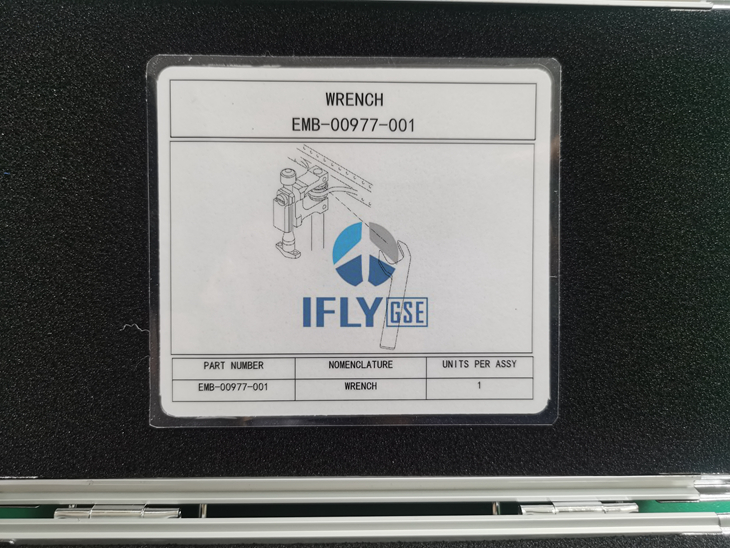 WRENCH
EMB-00977-001
IFLY GSE
PART NUMBER NOMENCLATURE UNITS PER ASSY
EMB-00977-001 WRENCH 1